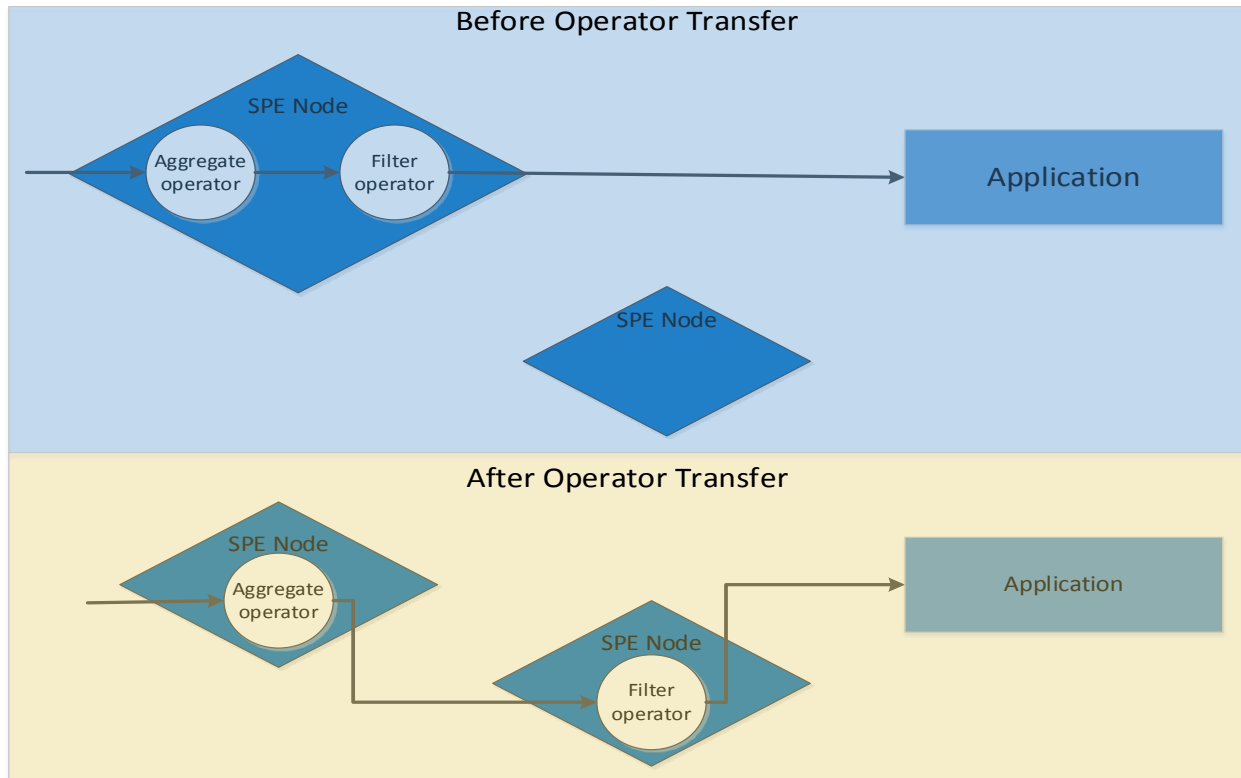 Before Operator Transfer
SPE Node
Aggregate
operator
Filter
operator
Application
SPE Node
After Operator Transfer
SPE Node
Aggregate
operator
Application
SPE Node
Filter
operator